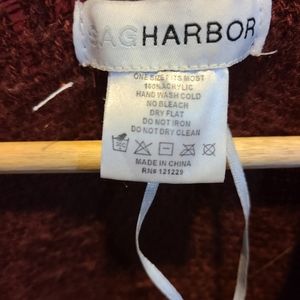 SAGHARBOR
ONE SIZE FITS MOST
100% ACRYLIC
HAND WASH COLD
NO BLEACH
DRY FLAT
DO NOT IRON
DO NOT DRY CLEAN
MADE IN CHINA
RN# 121229